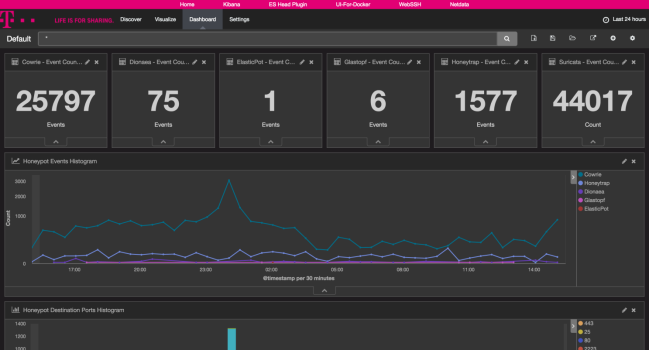 Home Kibana ES Head Plugin UI-For-Docker WebSSH Netdata
T LIFE IS FOR SHARING. Discover Visualize Dashboard Settings Last 24 hours
Default *
Cowrie - Event Coun... Dionaea - Event Cou... ElasticPot - Event C... Glastopf - Event Cou... Honeytrap - Event C... Suricata - Event Cou...
25797 75 1 6 1577 44017
Events Events Events Events Events Count
Honeypot Events Histogram
3000
2000
1000
0
Count
17:00 20:00 23:00 02:00 05:00 08:00 11:00 14:00
@timestamp per 30 minutes
Cowrie
Honeytrap
Dionaea
Glastopf
ElasticPot
Honeypot Destination Ports Histogram
1400
1200
1000
443
25
80
2223